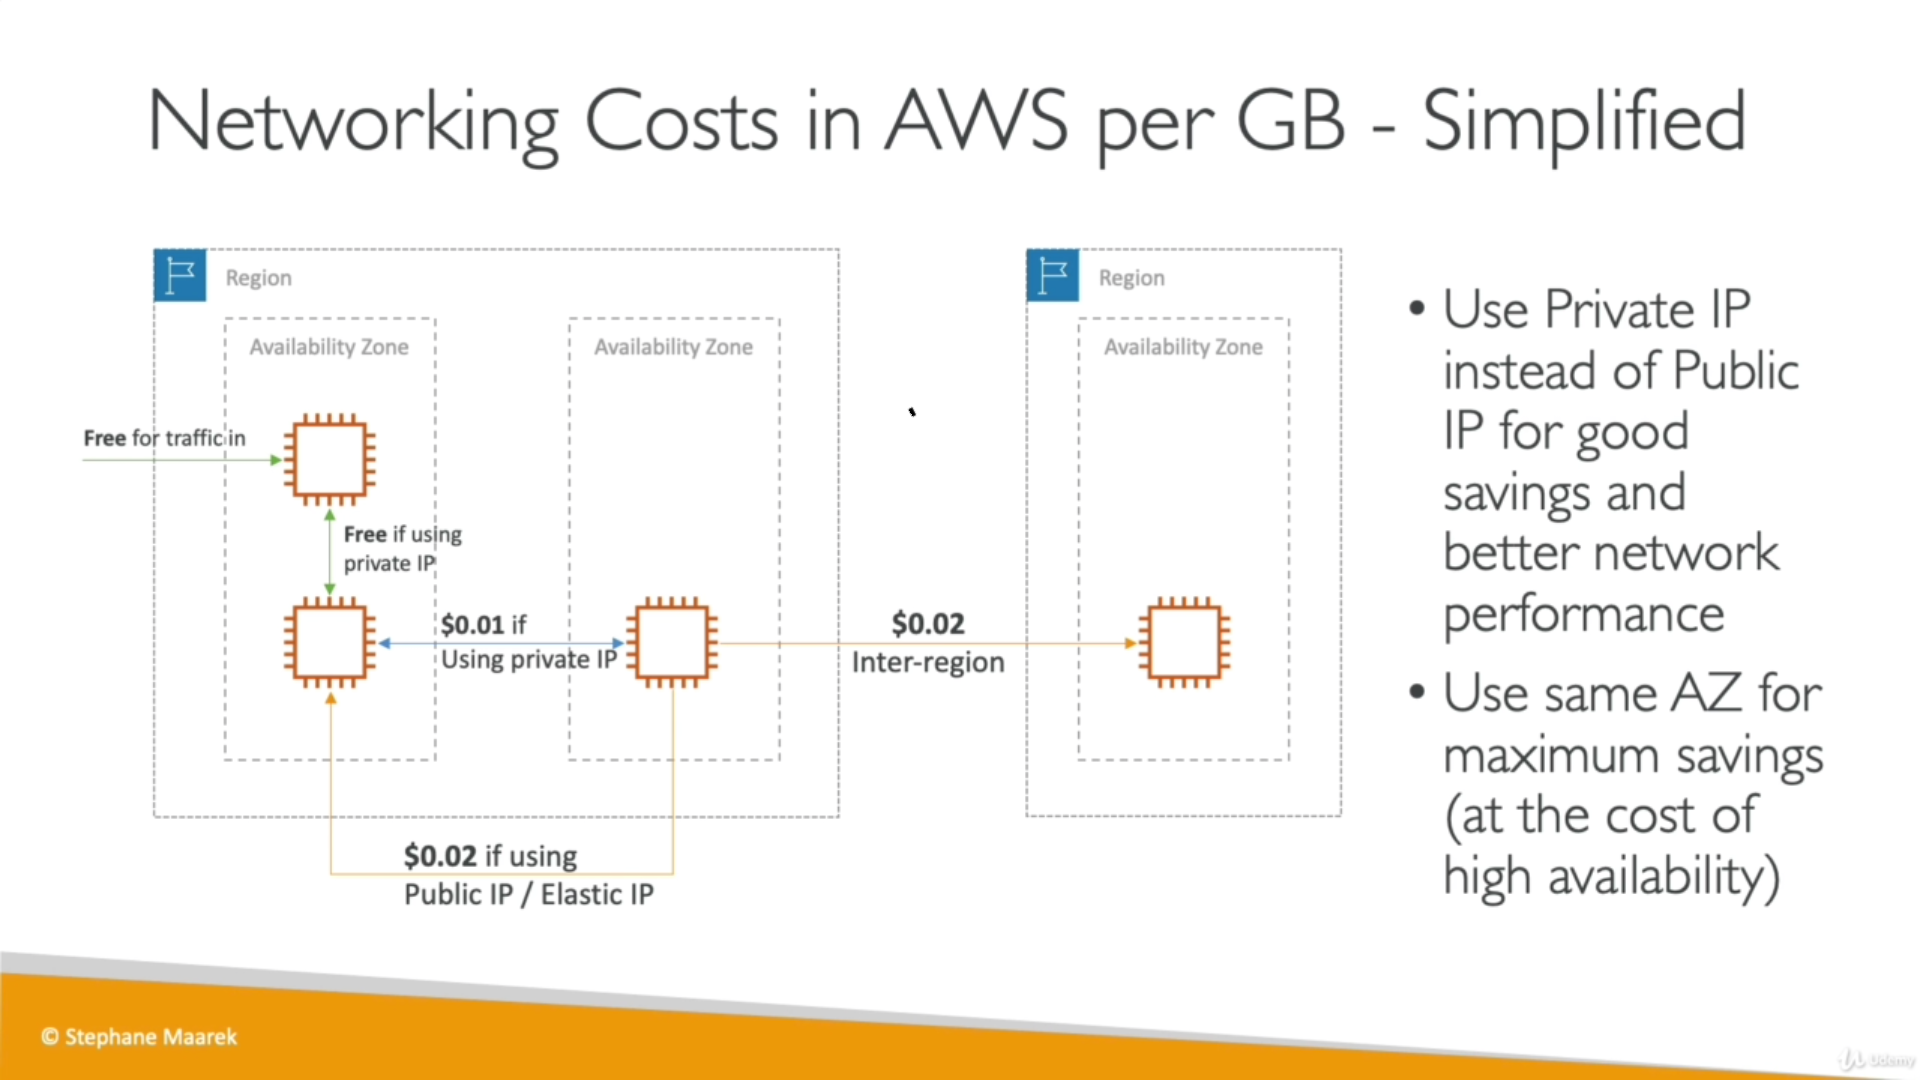 Networking Costs in AWS per GB - Simplified
Region
Region
Availability Zone
Availability Zone
Availability Zone
Free for traffic in
Free if using
private IP
$0.01 if
Using private IP
$0.02
Inter-region
$0.02 if using
Public IP / Elastic IP
• Use Private IP
instead of Public
IP for good
savings and
better network
performance
• Use same AZ for
maximum savings
(at the cost of
high availability)
© Stephane Maarek
Udemy